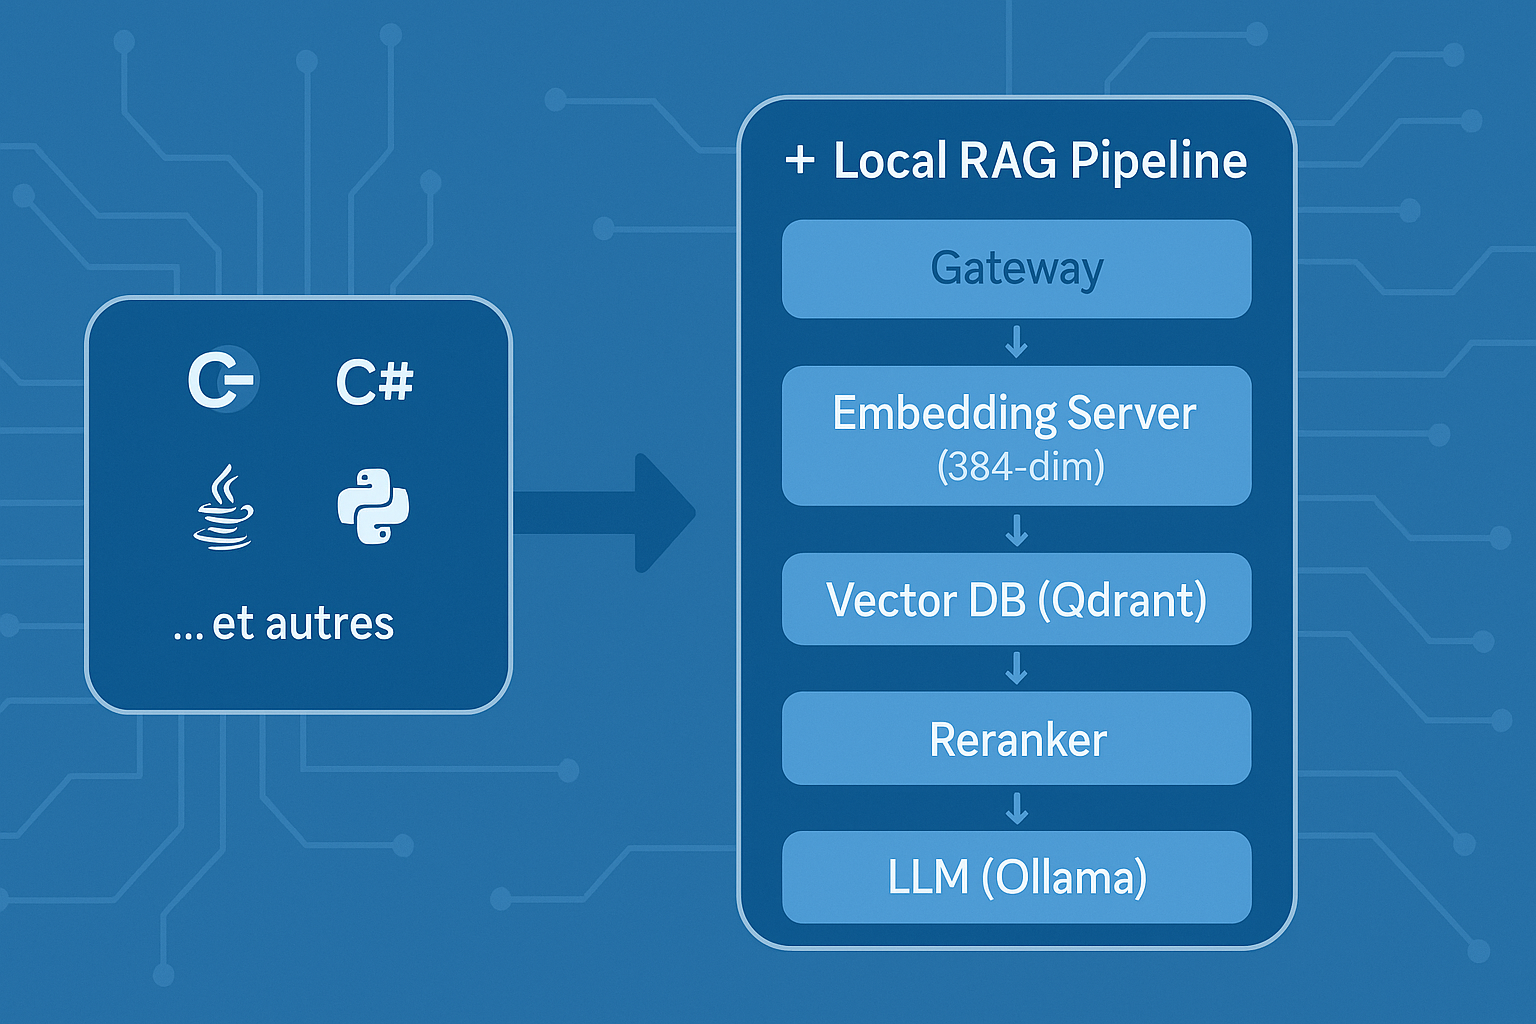 C-
C#
... et autres
+ Local RAG Pipeline
Gateway
Embedding Server
(384-dim)
Vector DB (Qdrant)
Reranker
LLM (Ollama)